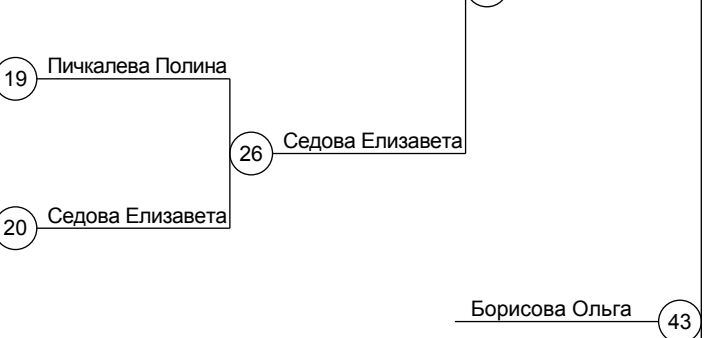 19 Пичкалева Полина
26 Седова Елизавета
20 Седова Елизавета
Борисова Ольга 43